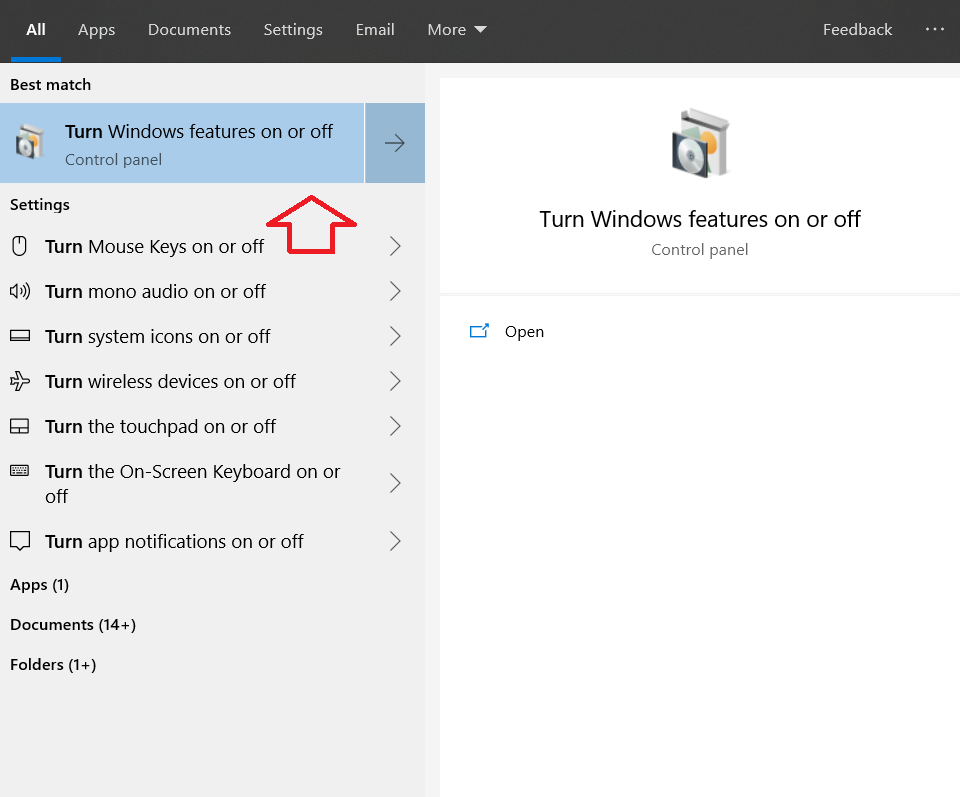 All Apps Documents Settings Email More Feedback ...
Best match
Turn Windows features on or off
Control panel
Settings
Turn Mouse Keys on or off
Turn mono audio on or off
Turn system icons on or off
Turn wireless devices on or off
Turn the touchpad on or off
Turn the On-Screen Keyboard on or
off
Turn app notifications on or off
Apps (1)
Documents (14+)
Folders (1+)
Turn Windows features on or off
Control panel
Open